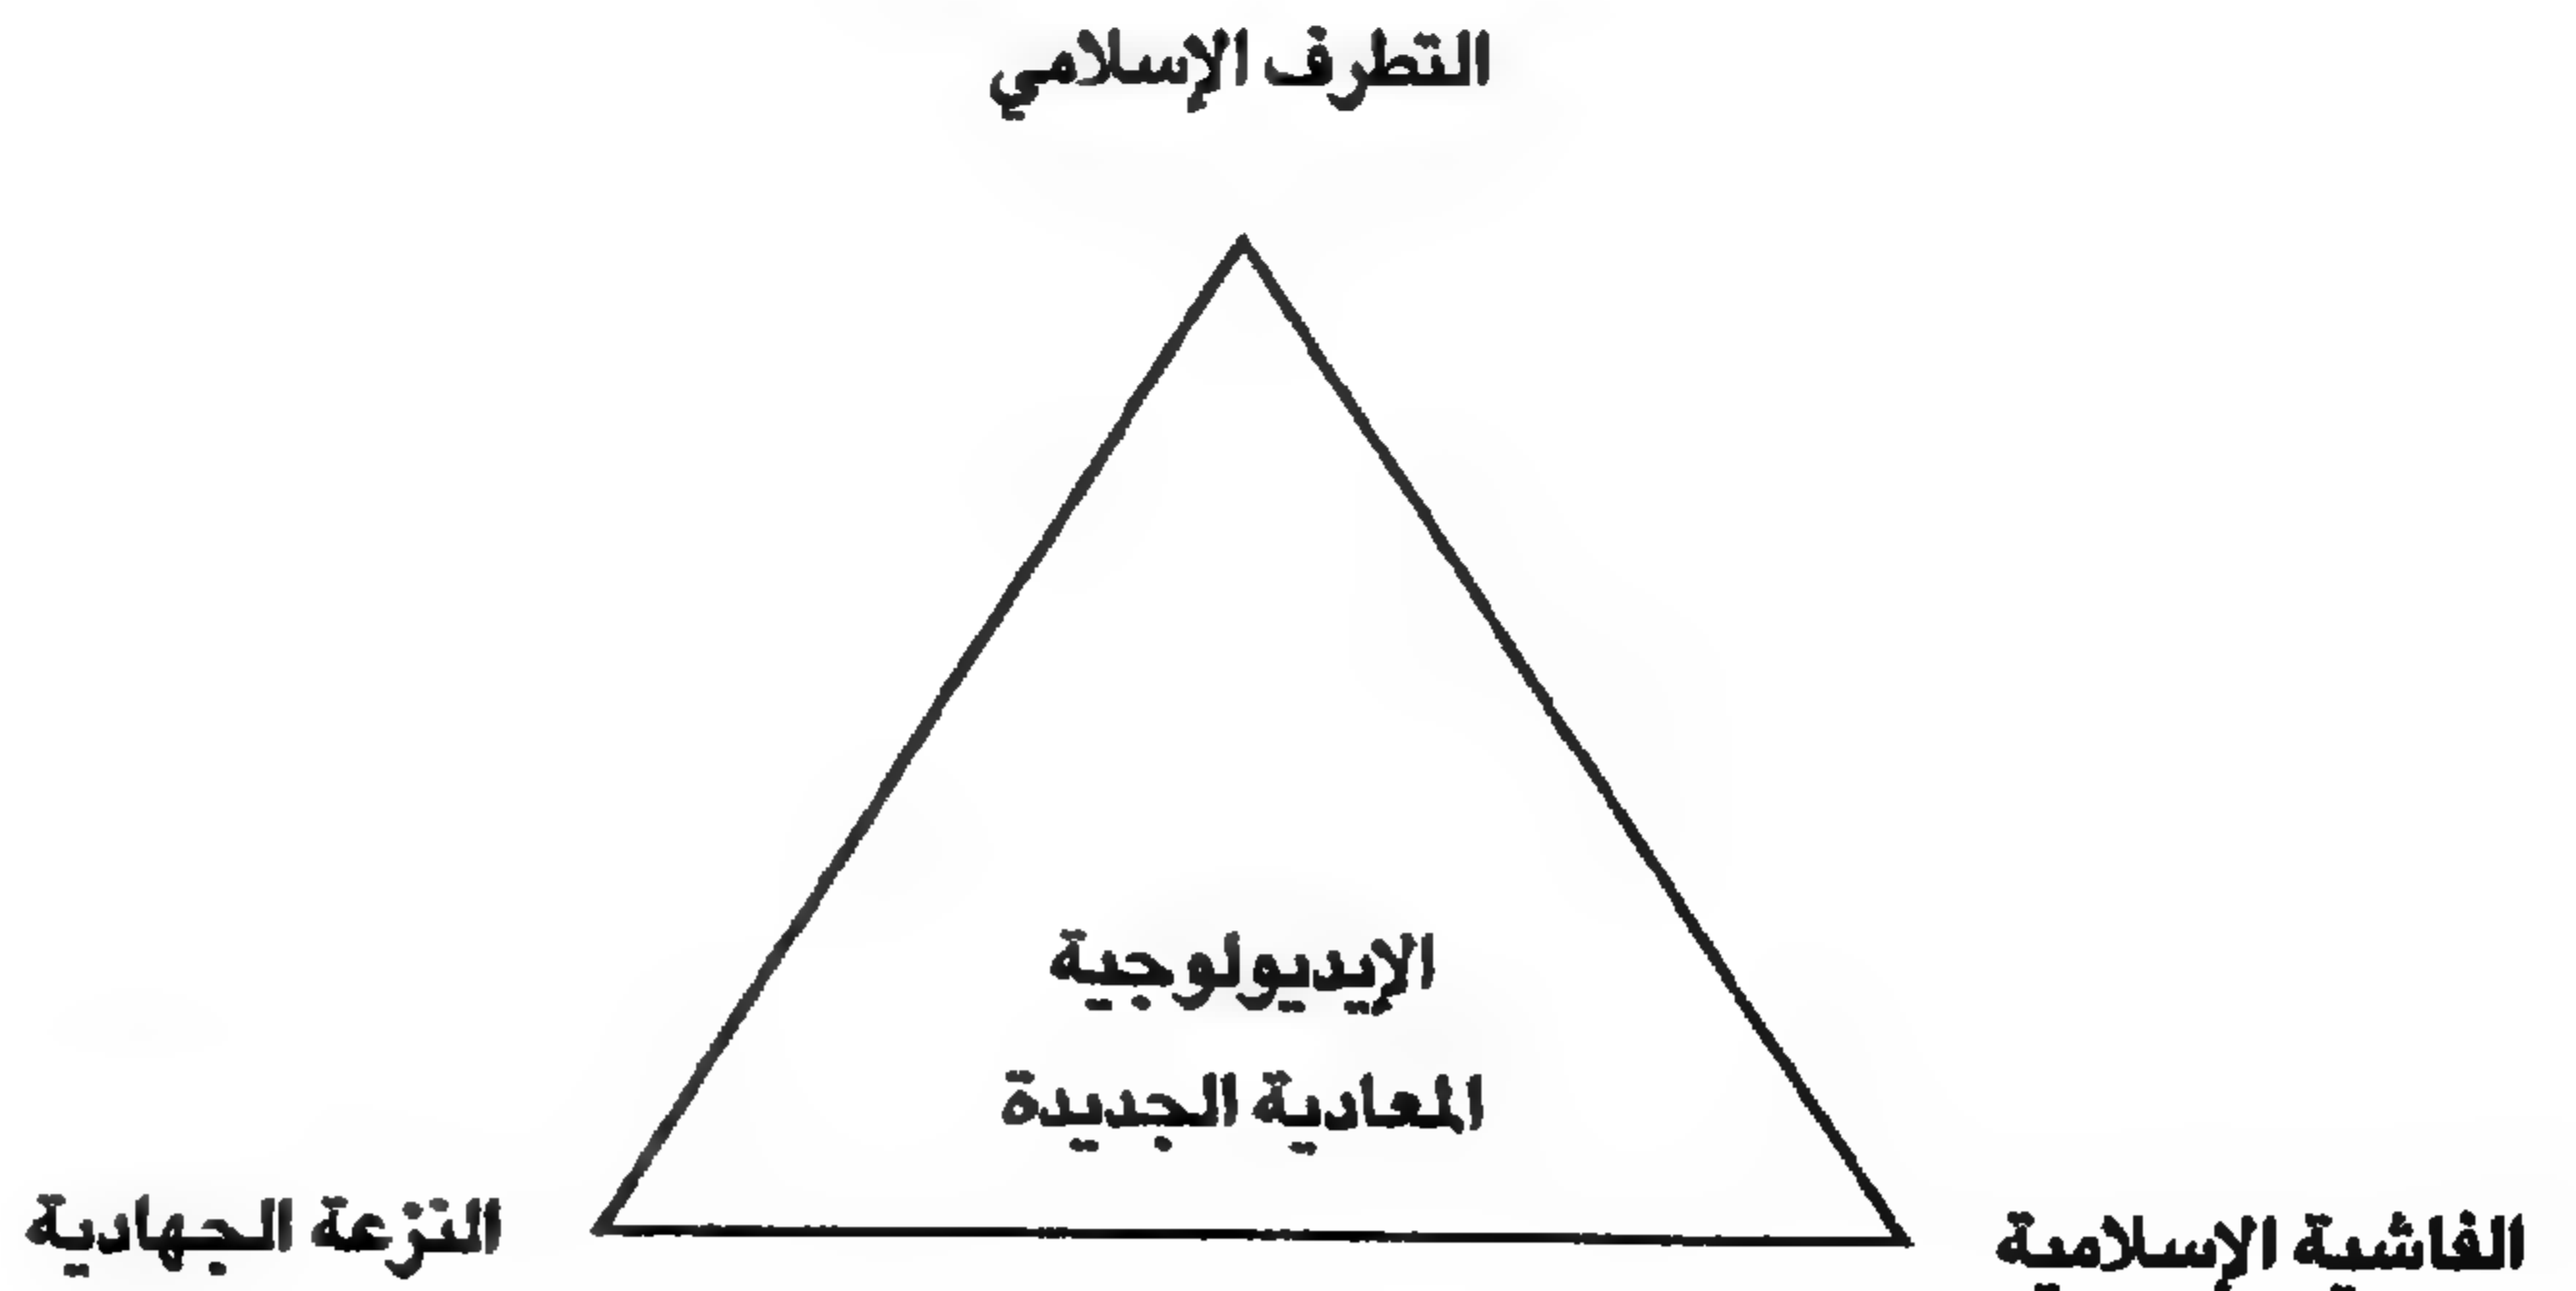 التطرف الإسلامي
الإيديولوجية
المعادية الجديدة
الفاشية الإسلامية
النزعة الجهادية